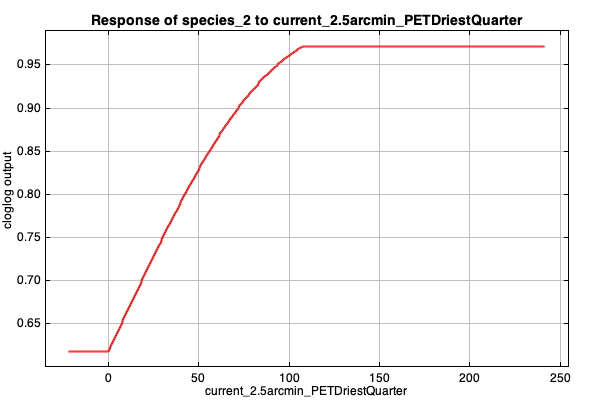 Response of species_2 to current_2.5arcmin_PETDriestQuarter
cloglog output
0.95
0.90
0.85
0.80
0.75
0.70
0.65
0 50 100 150 200 250
current_2.5arcmin_PETDriestQuarter